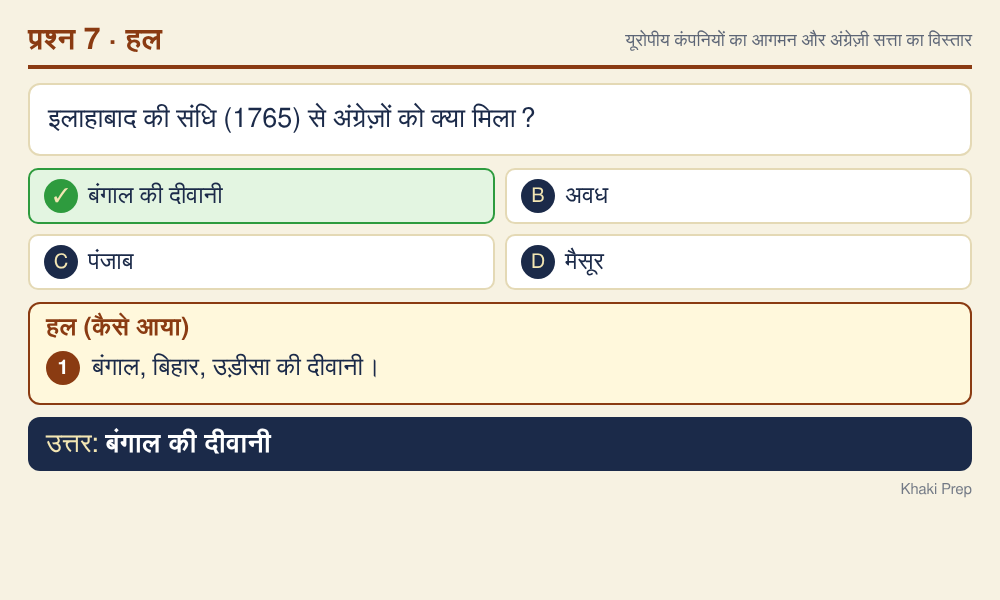 प्रश्न 7 · हल
यूरोपीय कंपनियों का आगमन और अंग्रेज़ी सत्ता का विस्तार
इलाहाबाद की संधि (1765) से अंग्रेज़ों को क्या मिला ?
✓ बंगाल की दीवानी
B अवध
C पंजाब
D मैसूर
हल (कैसे आया)
1 बंगाल, बिहार, उड़ीसा की दीवानी।
उत्तर: बंगाल की दीवानी
Khaki Prep